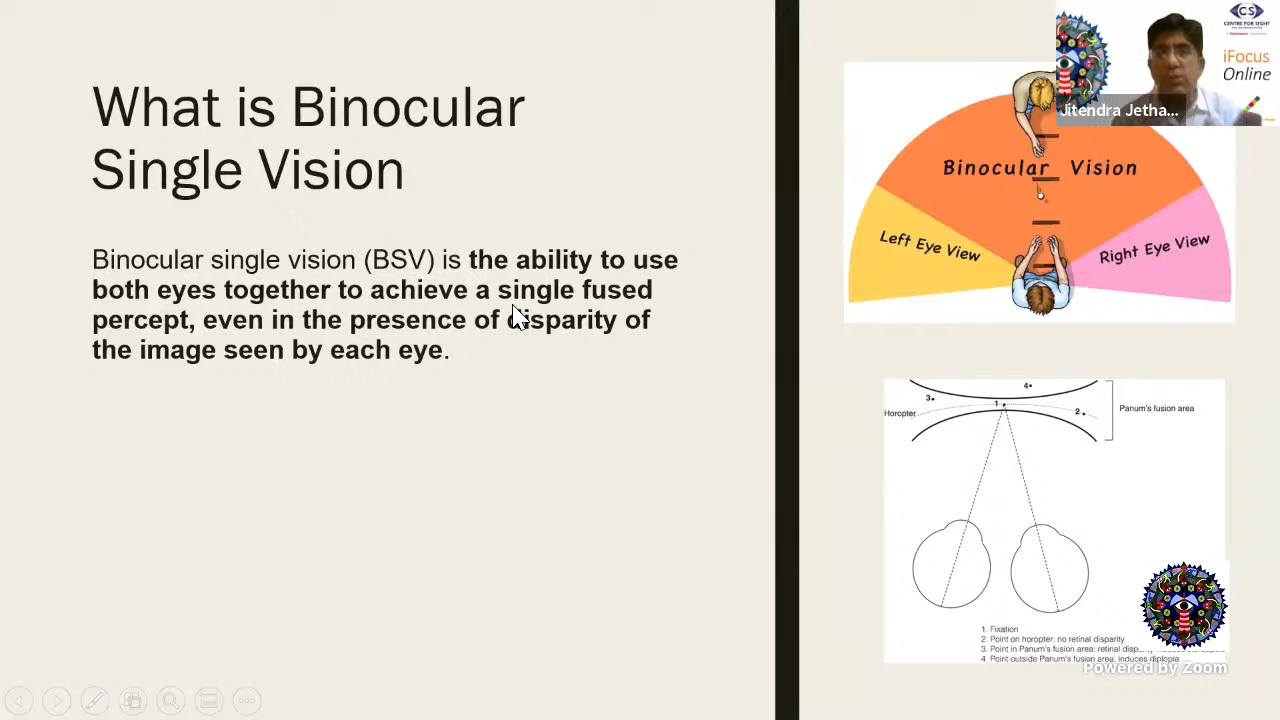 What is Binocular
Single Vision
Binocular single vision (BSV) is the ability to use
both eyes together to achieve a single fused
percept, even in the presence of disparity of
the image seen by each eye.
CS
CENTRE FOR SIGHT
iFocus
Online
Jitendra Jetha...
Binocular Vision
Left Eye View
Right Eye View
4
3
1
2
Horopter
Panum's fusion area
1. Fixation
2. Point on horopter: no retinal disparity
3. Point in Panum's fusion area: retinal
4. Point outside Panum's fusion area: induces diplopia
Powered by Zoom